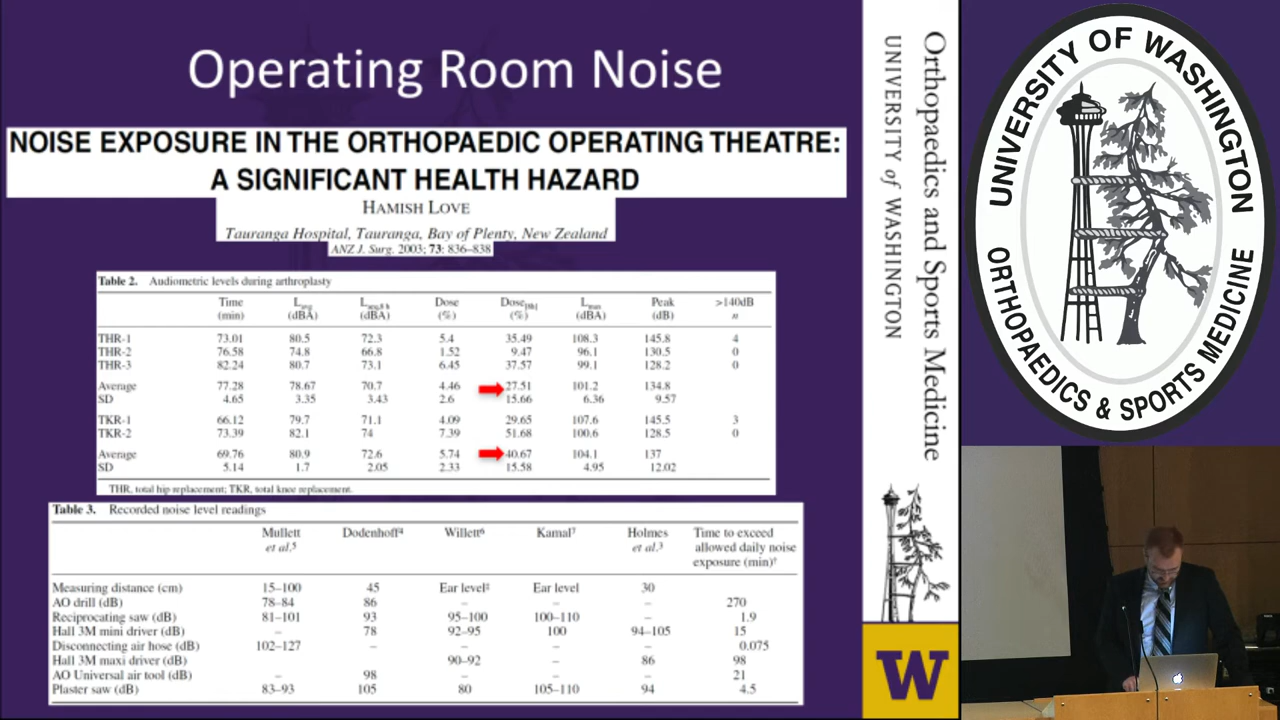 Operating Room Noise
NOISE EXPOSURE IN THE ORTHOPAEDIC OPERATING THEATRE:
A SIGNIFICANT HEALTH HAZARD
HAMISH LOVE
Tauranga Hospital, Tauranga, Bay of Plenty, New Zealand
ANZ J. Surg. 2003; 73: 836–838
Table 2. Audiometric levels during arthroplasty
Time Lavg Lavg,8 h Dose Dose[8h] Lmax Peak >140dB
(min) (dBA) (dBA) (%) (%) (dBA) (dB) n
THR-1 73.01 80.5 72.3 5.4 35.49 108.3 145.8 4
THR-2 76.58 74.8 66.8 1.52 9.47 96.1 130.5 0
THR-3 82.24 80.7 73.1 6.45 37.57 99.1 128.2 0
Average 77.28 78.67 70.7 4.46 27.51 101.2 134.8
SD 4.65 3.35 3.43 2.6 15.66 6.36 9.57
TKR-1 66.12 79.7 71.1 4.09 29.65 107.6 145.5 3
TKR-2 73.39 82.1 74 7.39 51.68 100.6 128.5 0
Average 69.76 80.9 72.6 5.74 40.67 104.1 137
SD 5.14 1.7 2.05 2.33 15.58 4.95 12.02
THR, total hip replacement; TKR, total knee replacement.
Table 3. Recorded noise level readings
Mullett Dodenhoff⁴ Willett⁶ Kamal⁷ Holmes Time to exceed
et al.⁵ et al.³ allowed daily noise
exposure (min)†
Measuring distance (cm) 15–100 45 Ear level‡ Ear level 30
AO drill (dB) 78–84 86 – – – 270
Reciprocating saw (dB) 81–101 93 95–100 100–110 – 1.9
Hall 3M mini driver (dB) – 78 92–95 100 94–105 15
Disconnecting air hose (dB) 102–127 – – – – 0.075
Hall 3M maxi driver (dB) 90–92 86 98
AO Universal air tool (dB) – 98 – – – 21
Plaster saw (dB) 83–93 105 80 105–110 94 4.5
Orthopaedics and Sports Medicine
UNIVERSITY of WASHINGTON
W
UNIVERSITY OF WASHINGTON
ORTHOPAEDICS & SPORTS MEDICINE